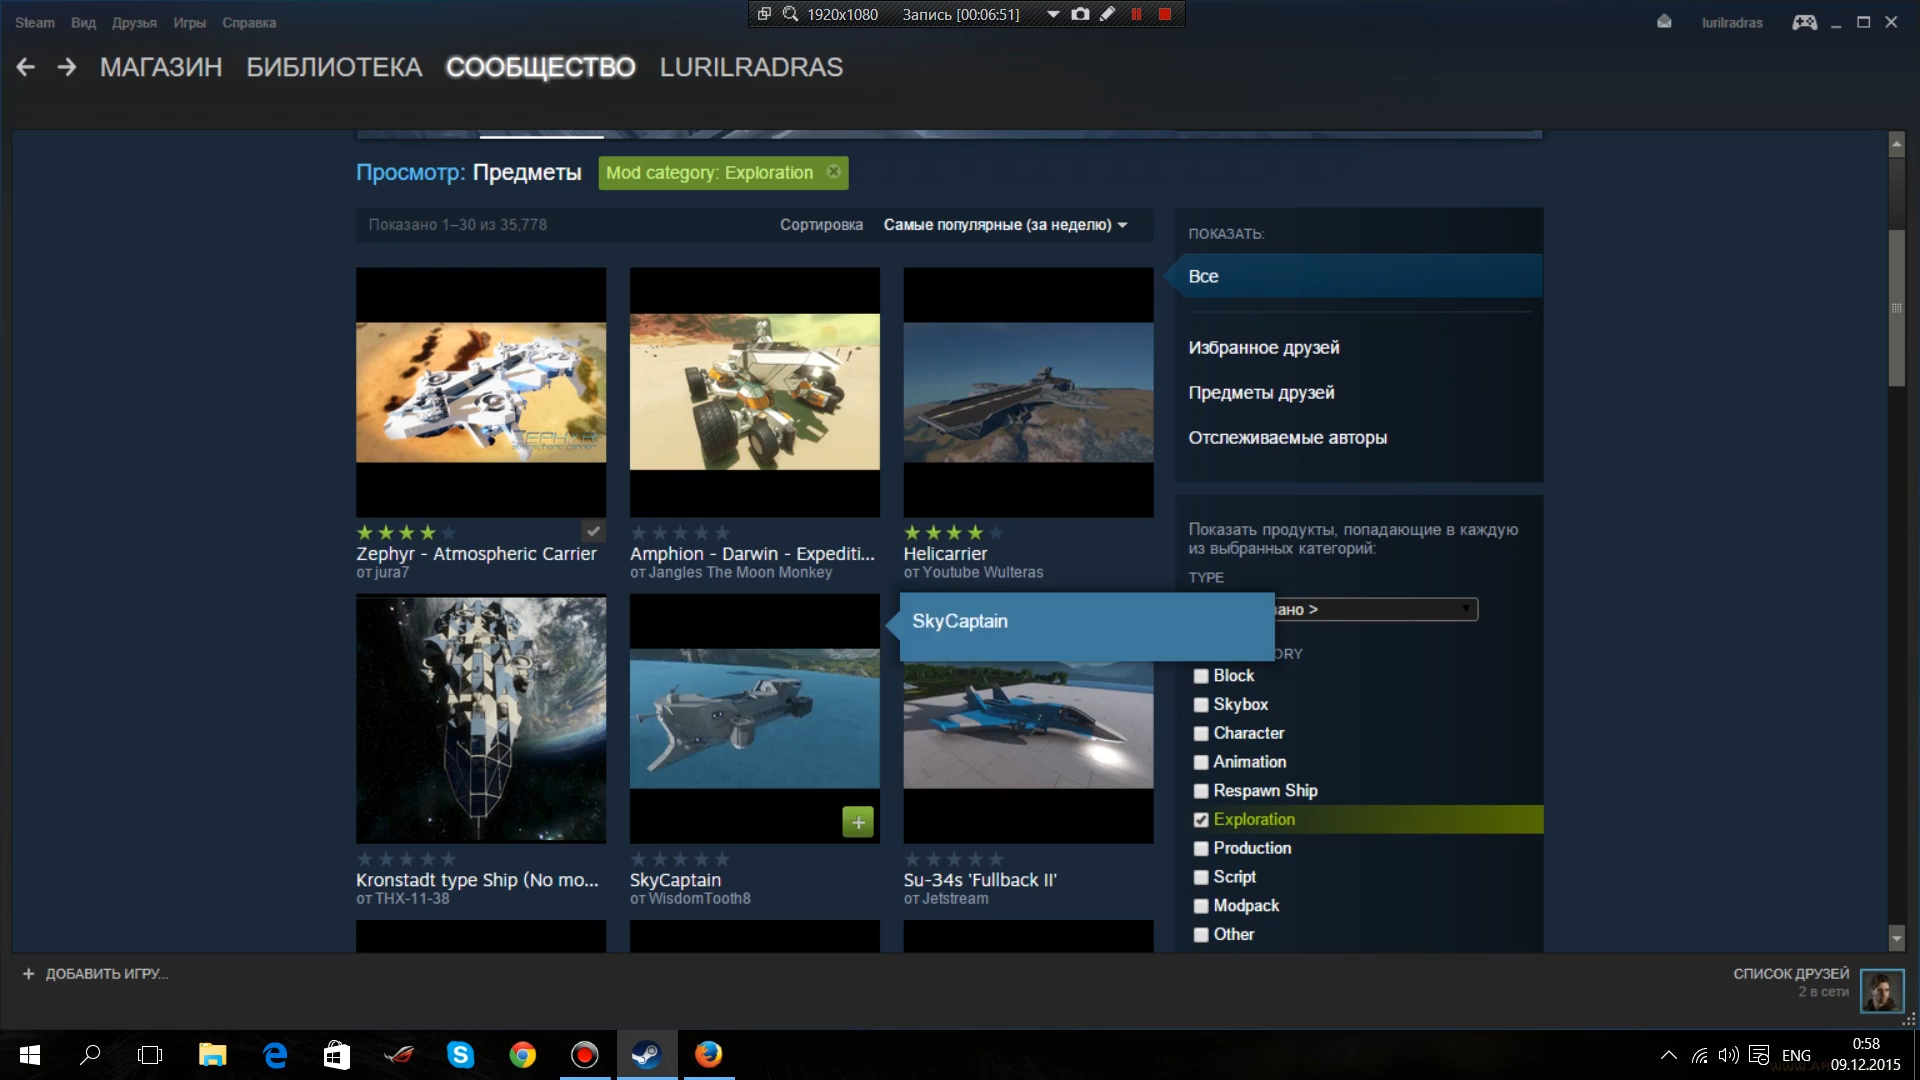 Steam Вид Друзья Игры Справка
1920x1080 Запись [00:06:51]
lurilradras
МАГАЗИН БИБЛИОТЕКА СООБЩЕСТВО LURILRADRAS
Просмотр: Предметы Mod category: Exploration
Показано 1–30 из 35,778 Сортировка Самые популярные (за неделю)
ПОКАЗАТЬ:
Все
Избранное друзей
Предметы друзей
Отслеживаемые авторы
ZEPHYR
Zephyr - Atmospheric Carrier
от jura7
Amphion - Darwin - Expediti...
от Jangles The Moon Monkey
Helicarrier
от Youtube Wulteras
SkyCaptain
Kronstadt type Ship (No mo...
от THX-11-38
SkyCaptain
от WisdomTooth8
Su-34s 'Fullback II'
от Jetstream
Показать продукты, попадающие в каждую
из выбранных категорий:
TYPE
ано >
ORY
Block
Skybox
Character
Animation
Respawn Ship
Exploration
Production
Script
Modpack
Other
+ ДОБАВИТЬ ИГРУ...
СПИСОК ДРУЗЕЙ
2 в сети
ENG
0:58
09.12.2015